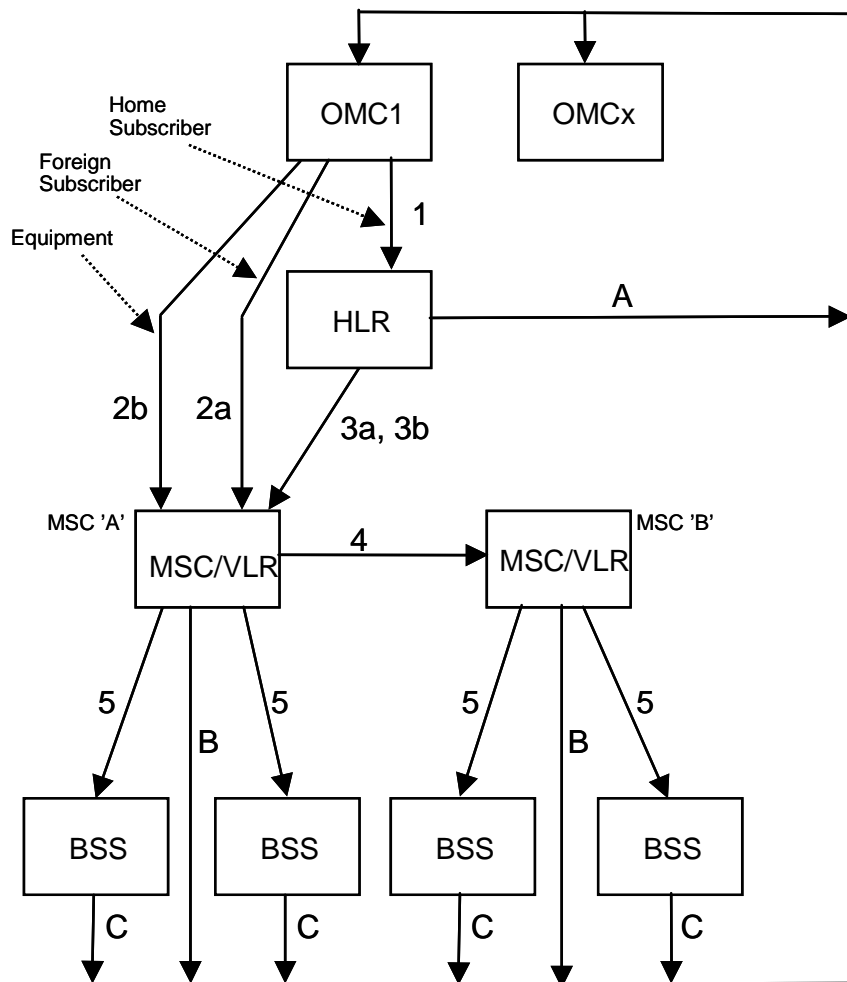 OMC1
OMCx
Home
Subscriber
Foreign
Subscriber
Equipment
1
HLR
A
2b
2a
3a, 3b
MSC 'A'
MSC/VLR
4
MSC/VLR
MSC 'B'
5
B
5
5
B
5
BSS
BSS
BSS
BSS
C
C
C
C